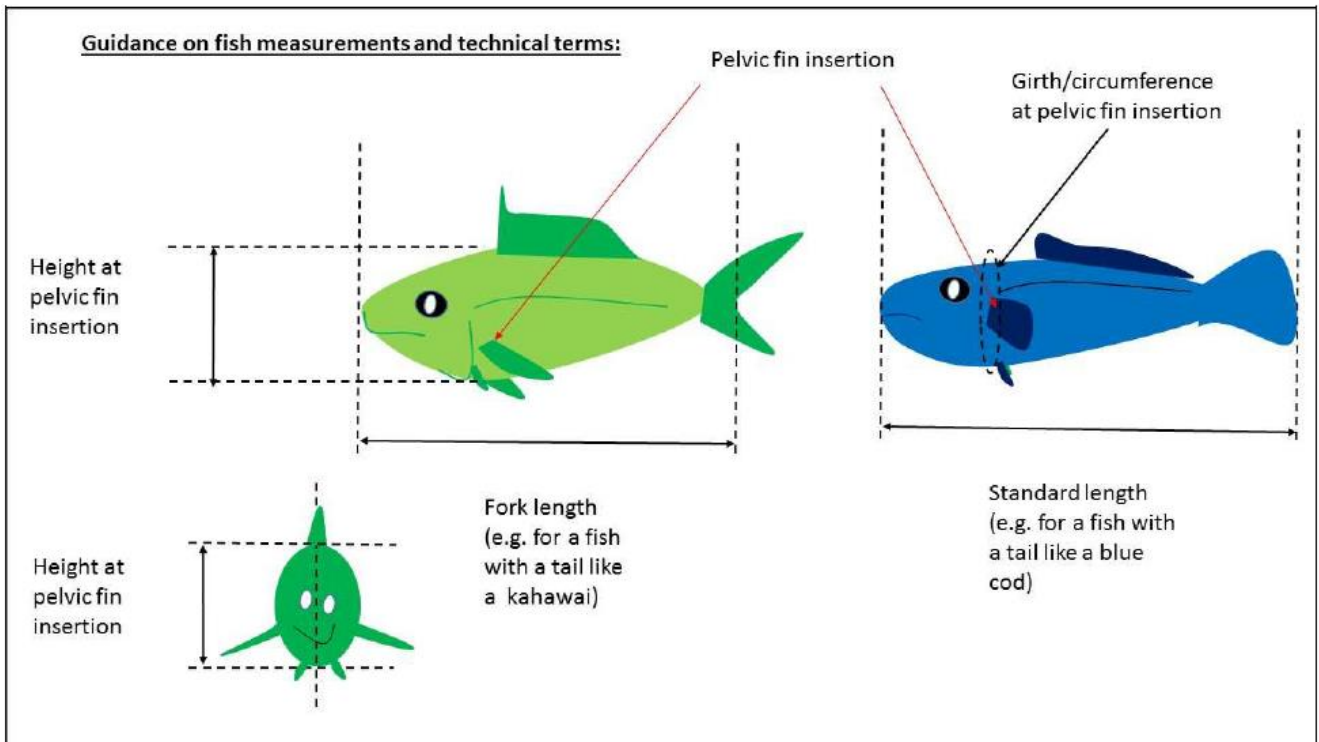 Guidance on fish measurements and technical terms:
Pelvic fin insertion
Girth/circumference
at pelvic fin insertion
Height at
pelvic fin
insertion
Fork length
(e.g. for a fish
with a tail like
a kahawai)
Standard length
(e.g. for a fish with
a tail like a blue
cod)
Height at
pelvic fin
insertion